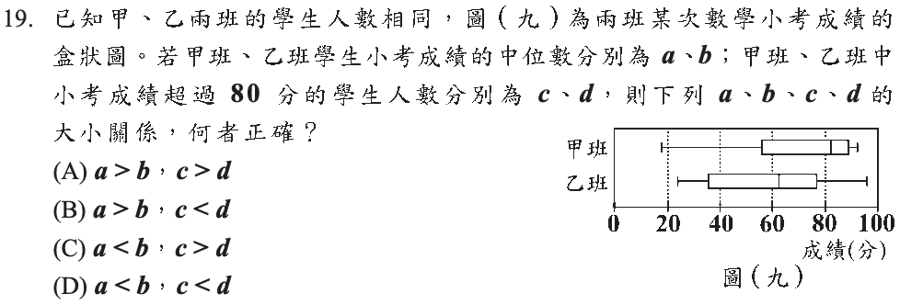 19. 已知甲、乙兩班的學生人數相同，圖(九)為兩班某次數學小考成績的
盒狀圖。若甲班、乙班學生小考成績的中位數分別為 a、b；甲班、乙班中
小考成績超過 80 分的學生人數分別為 c、d，則下列 a、b、c、d 的
大小關係，何者正確？
(A) a > b，c > d
(B) a > b，c < d
(C) a < b，c > d
(D) a < b，c < d
甲班
乙班
0 20 40 60 80 100
成績(分)
圖(九)